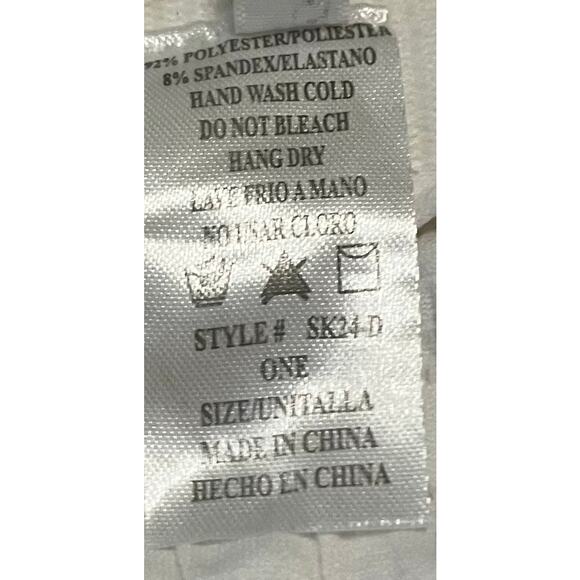 92% POLYESTER/POLIESTER
8% SPANDEX/ELASTANO
HAND WASH COLD
DO NOT BLEACH
HANG DRY
LAVE FRIO A MANO
NO USAR CLORO
STYLE # SK24-D
ONE
SIZE/UNITALLA
MADE IN CHINA
HECHO EN CHINA